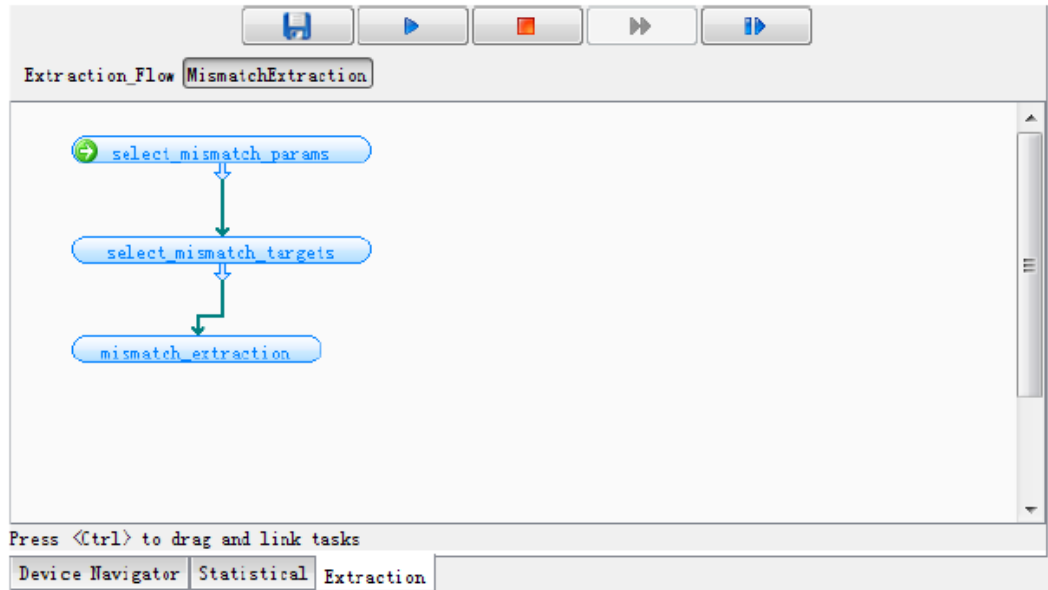 Extraction_Flow MismatchExtraction
select_mismatch_params
select_mismatch_targets
mismatch_extraction
Press <Ctrl> to drag and link tasks
Device Navigator Statistical Extraction